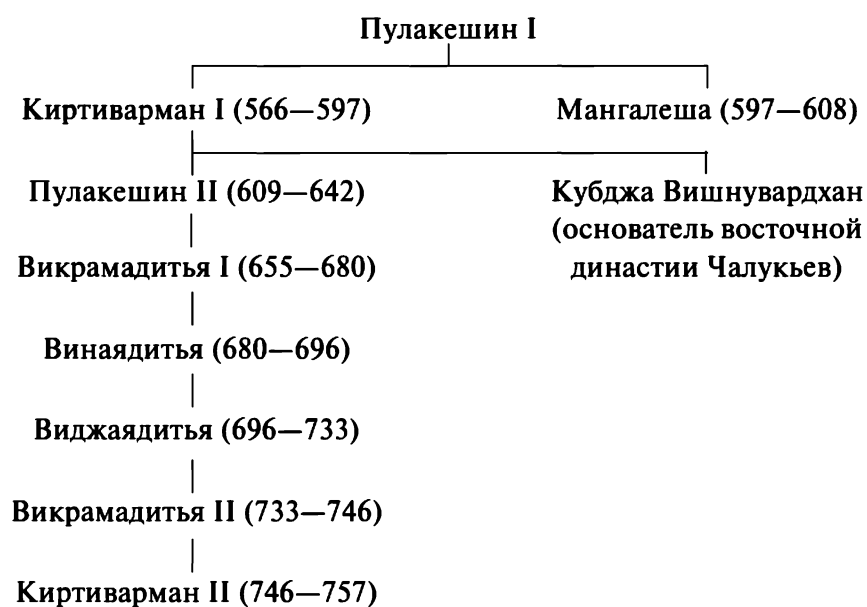 Пулакешин I
Киртиварман I (566—597)
Мангалеша (597—608)
Пулакешин II (609—642)
Кубджа Вишнувардхан
(основатель восточной
династии Чалукьев)
Викрамадитья I (655—680)
Винаядитья (680—696)
Виджаядитья (696—733)
Викрамадитья II (733—746)
Киртиварман II (746—757)